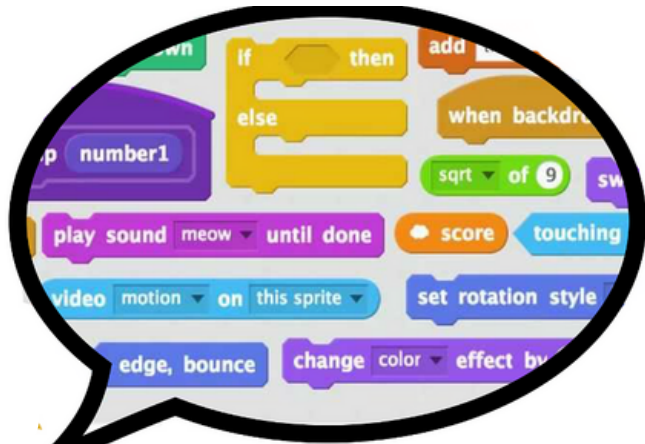 if then add
else
when
number1
sqrt of 9
play sound meow until done
score
touching
video motion on this sprite
set rotation style
edge, bounce
change color effect by